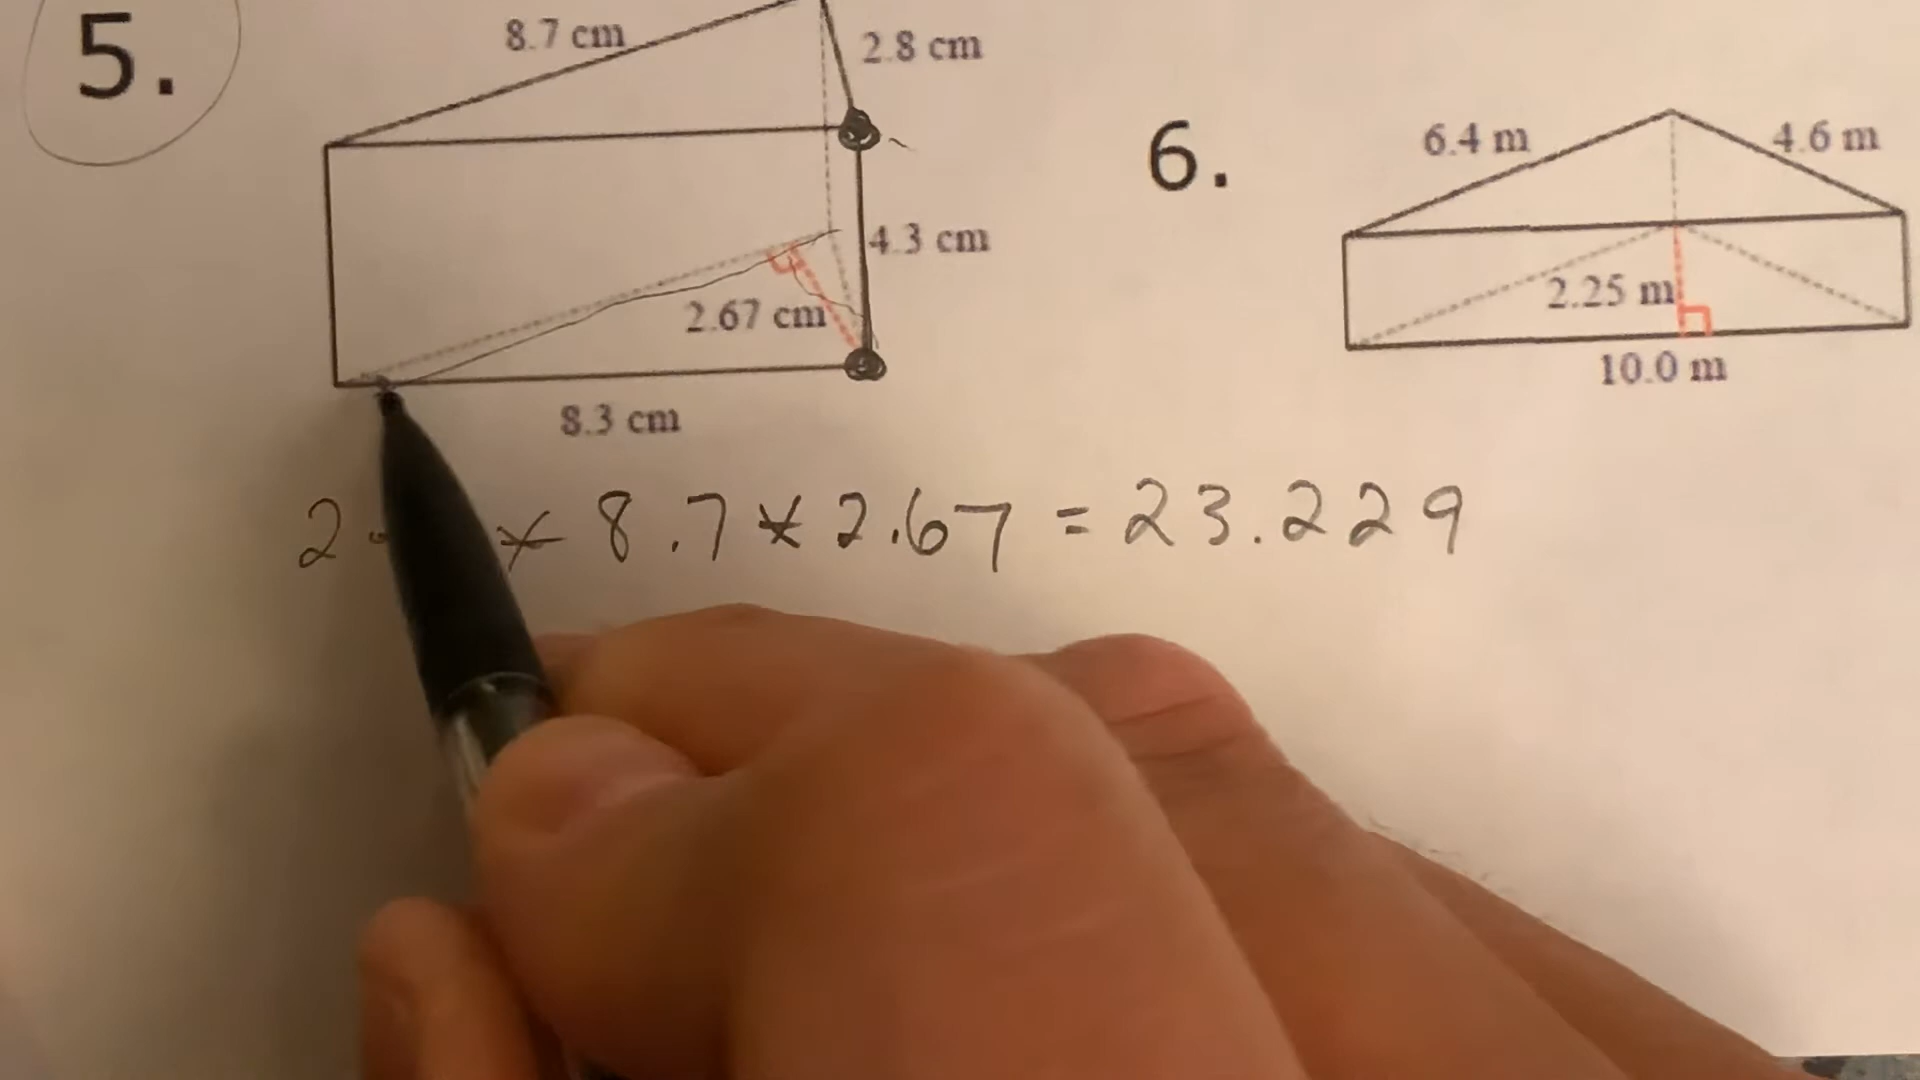 5.
8.7 cm
2.8 cm
4.3 cm
2.67 cm
8.3 cm
6.
6.4 m
4.6 m
2.25 m
10.0 m
2 × 8.7 × 2.67 = 23.229